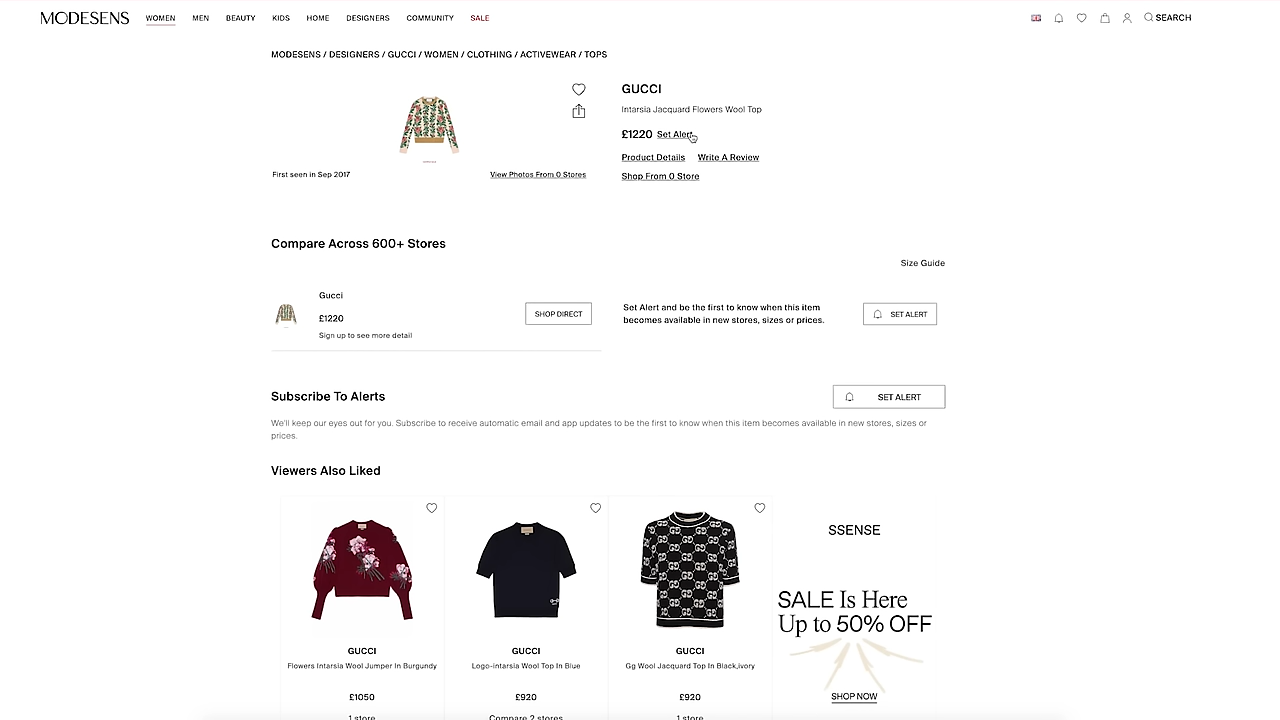 MODESENS WOMEN MEN BEAUTY KIDS HOME DESIGNERS COMMUNITY SALE SEARCH
MODESENS / DESIGNERS / GUCCI / WOMEN / CLOTHING / ACTIVEWEAR / TOPS
GUCCI
Intarsia Jacquard Flowers Wool Top
£1220 Set Alert
Product Details Write A Review
Shop From 0 Store
First seen in Sep 2017
View Photos From 0 Stores
Compare Across 600+ Stores
Size Guide
Gucci
£1220
Sign up to see more detail
SHOP DIRECT
Set Alert and be the first to know when this item
becomes available in new stores, sizes or prices.
SET ALERT
Subscribe To Alerts
SET ALERT
We'll keep our eyes out for you. Subscribe to receive automatic email and app updates to be the first to know when this item becomes available in new stores, sizes or
prices.
Viewers Also Liked
GUCCI
Flowers Intarsia Wool Jumper In Burgundy
£1050
1 store
GUCCI
Logo-intarsia Wool Top In Blue
£920
Compare 2 stores
GUCCI
Gg Wool Jacquard Top In Black,ivory
£920
1 store
SSENSE
SALE Is Here
Up to 50% OFF
SHOP NOW